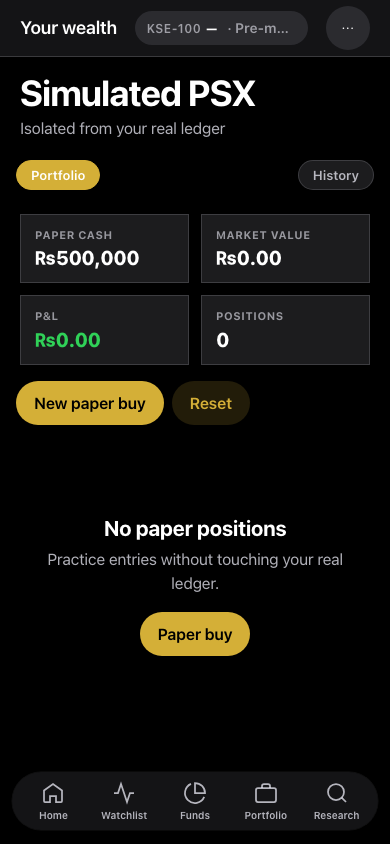 Your wealth
KSE-100 — · Pre-m...
...
Simulated PSX
Isolated from your real ledger
Portfolio
History
PAPER CASH
₨500,000
MARKET VALUE
₨0.00
P&L
₨0.00
POSITIONS
0
New paper buy
Reset
No paper positions
Practice entries without touching your real
ledger.
Paper buy
Home
Watchlist
Funds
Portfolio
Research